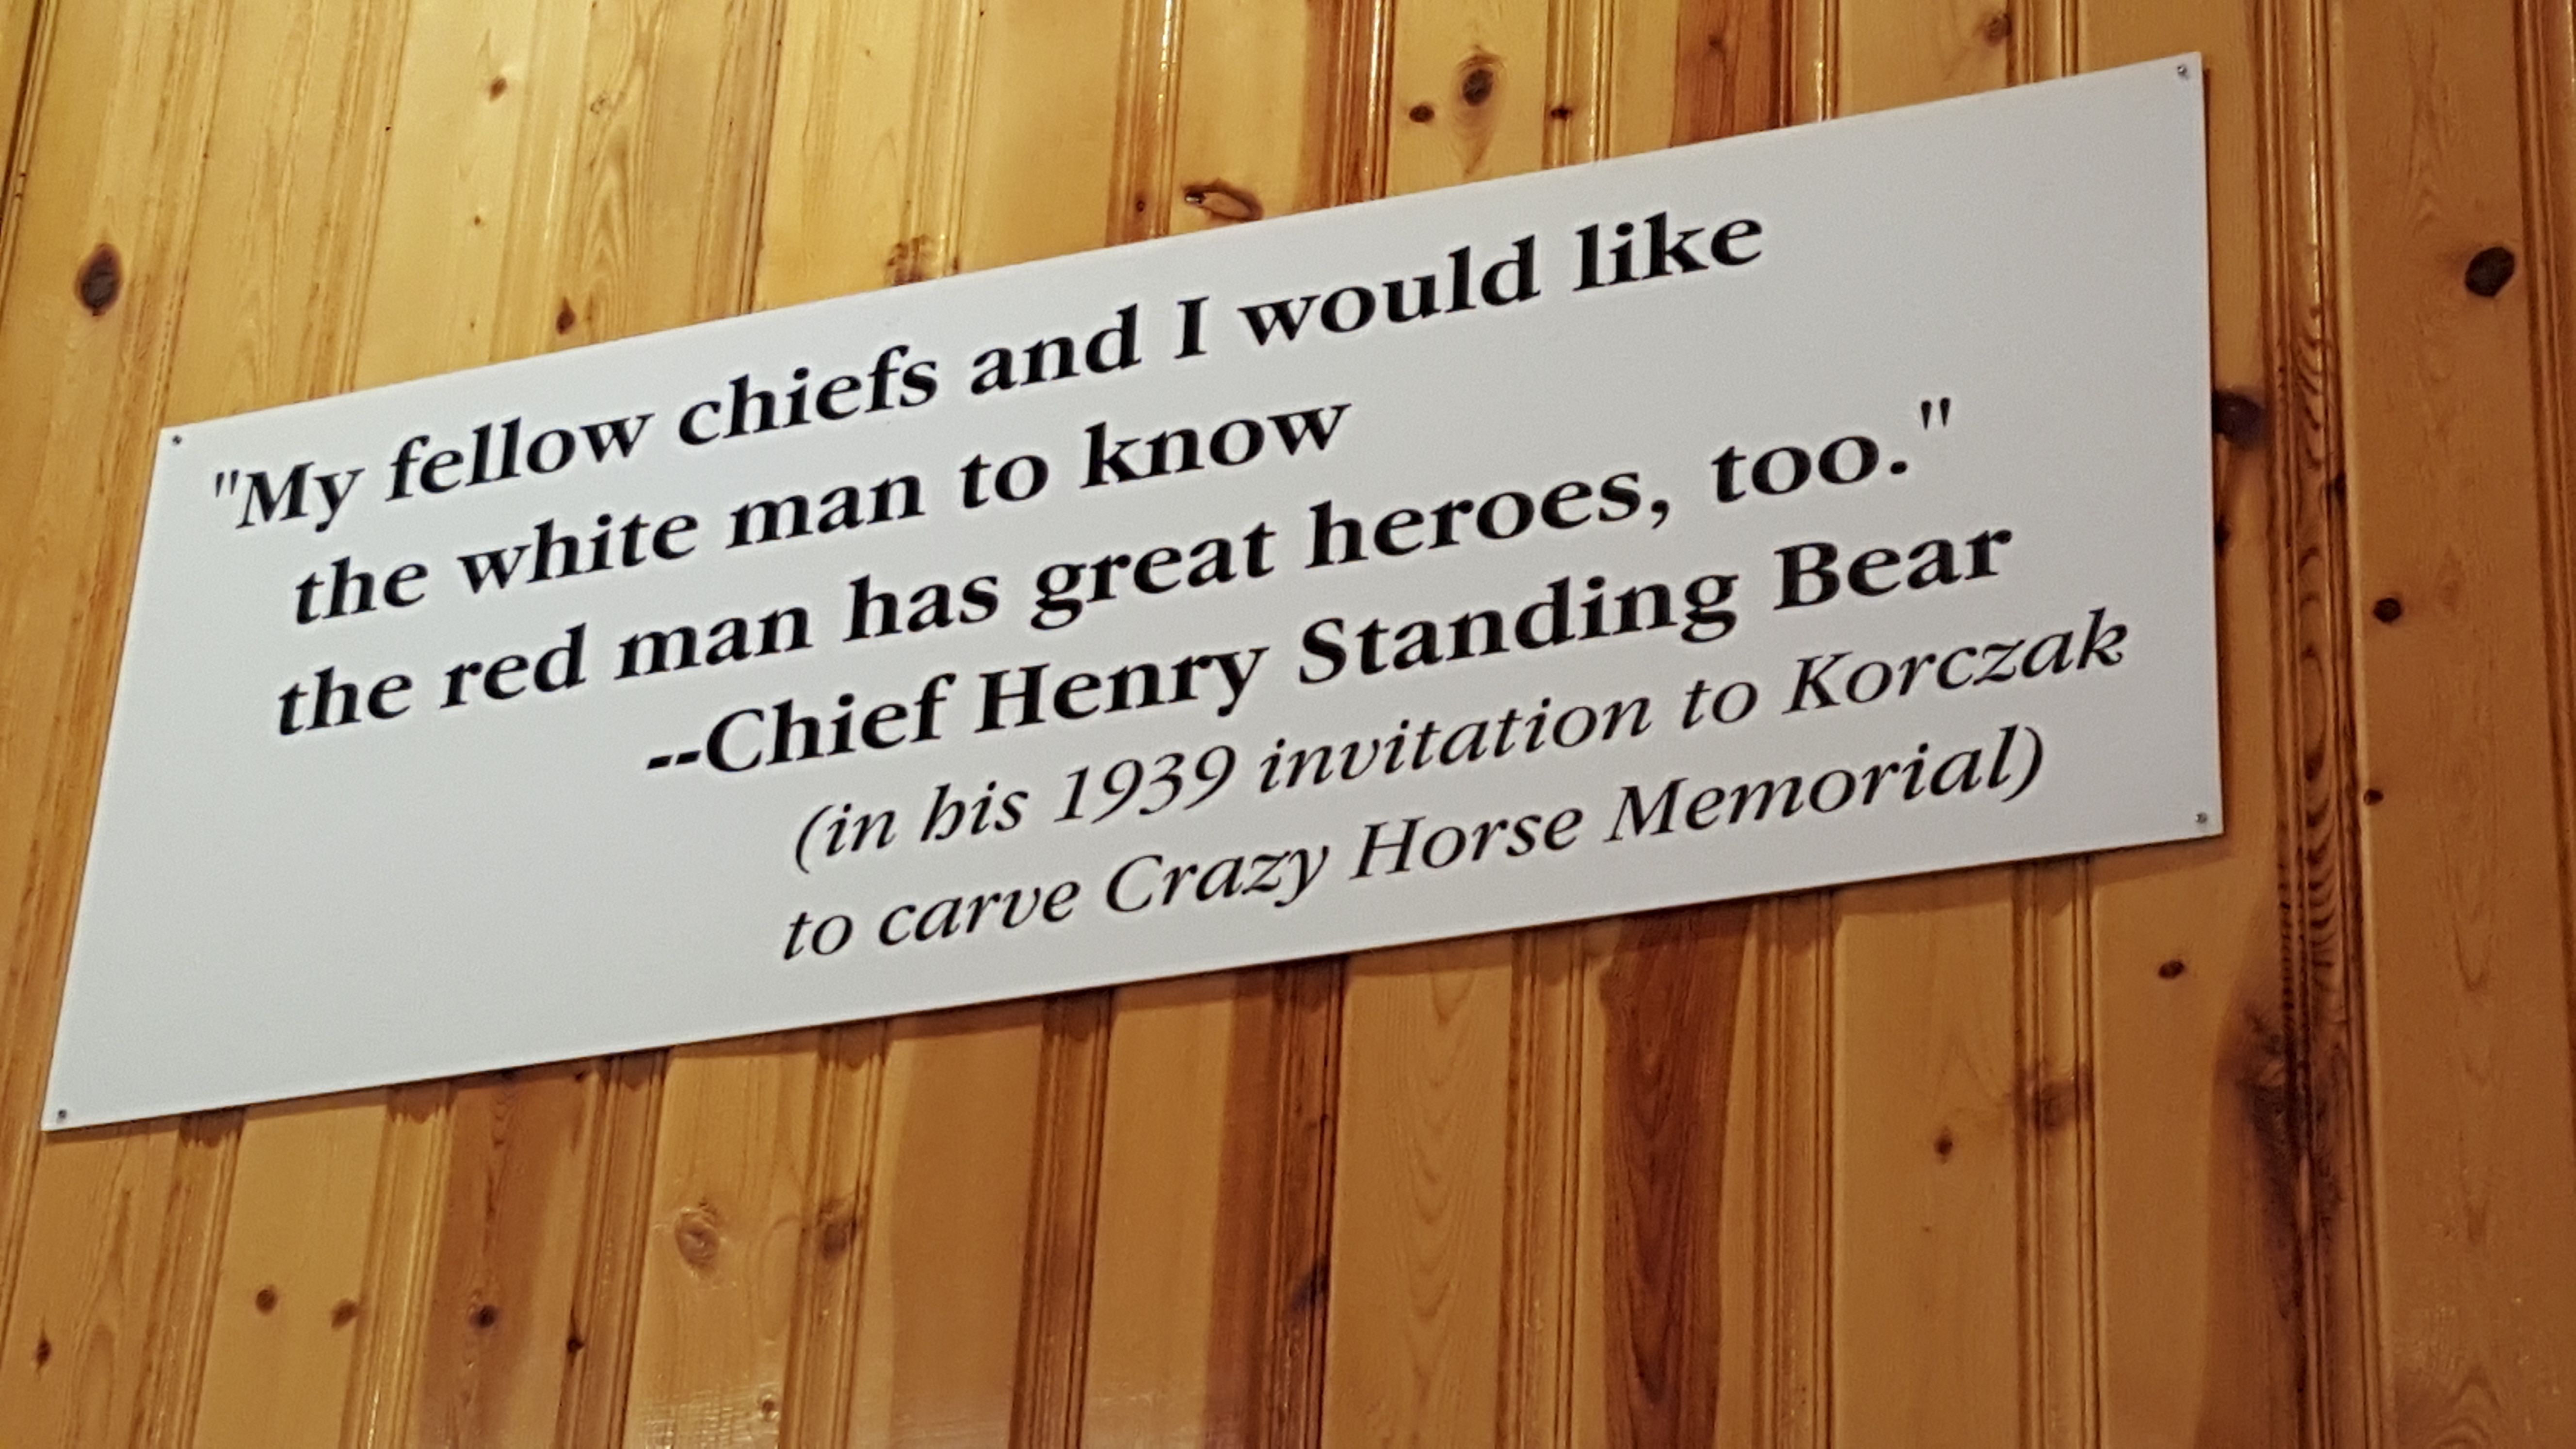 "My fellow chiefs and I would like
the white man to know
the red man has great heroes, too."
--Chief Henry Standing Bear
(in his 1939 invitation to Korczak
to carve Crazy Horse Memorial)